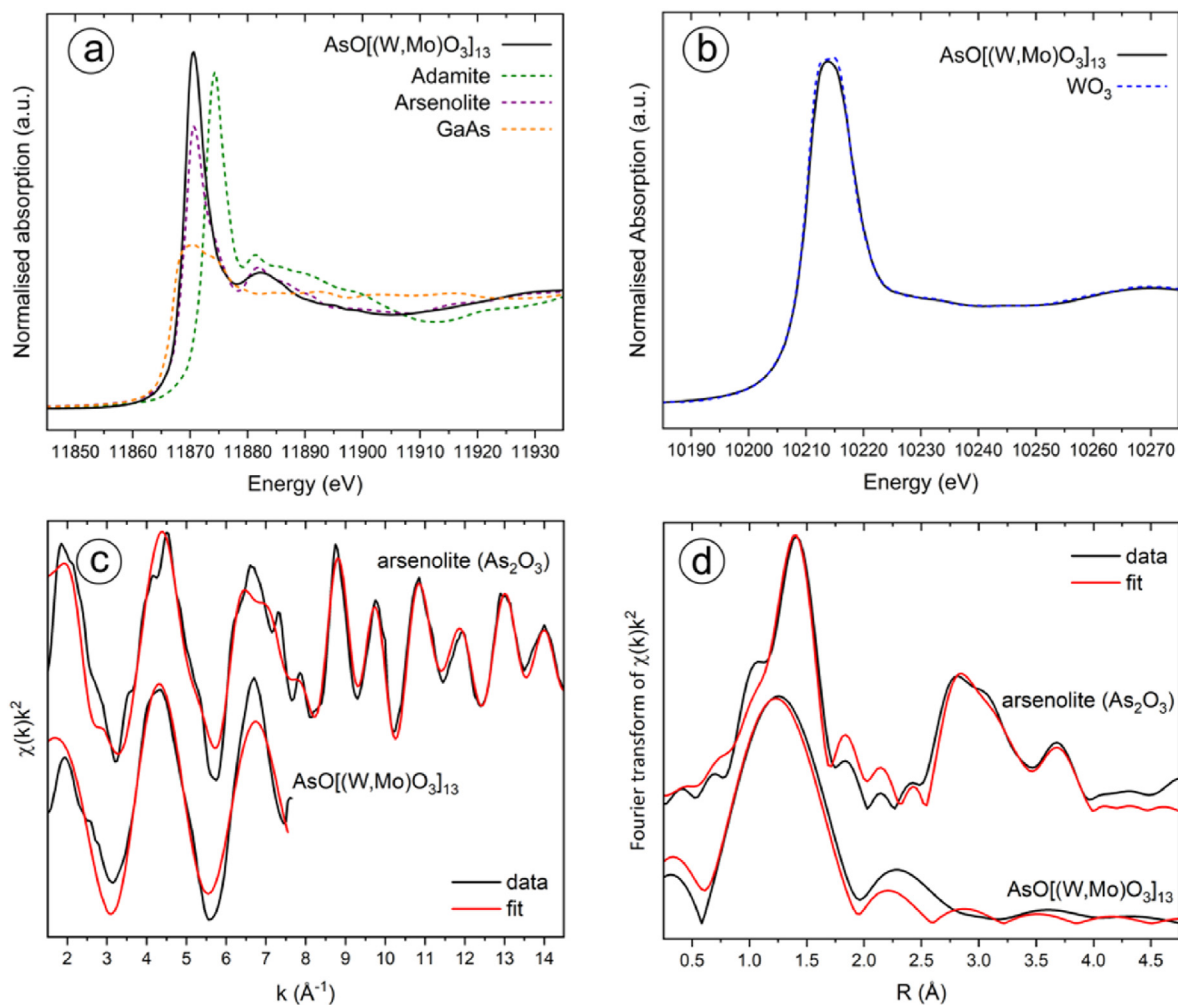 a
AsO[(W,Mo)O₃]₁₃
Adamite
Arsenolite
GaAs
Normalised absorption (a.u.)
11850 11860 11870 11880 11890 11900 11910 11920 11930
Energy (eV)
b
AsO[(W,Mo)O₃]₁₃
WO₃
Normalised Absorption (a.u.)
10190 10200 10210 10220 10230 10240 10250 10260 10270
Energy (eV)
c
arsenolite (As₂O₃)
AsO[(W,Mo)O₃]₁₃
data
fit
χ(k)k²
2 3 4 5 6 7 8 9 10 11 12 13 14
k (Å⁻¹)
d
data
fit
arsenolite (As₂O₃)
AsO[(W,Mo)O₃]₁₃
Fourier transform of χ(k)k²
0.5 1.0 1.5 2.0 2.5 3.0 3.5 4.0 4.5
R (Å)